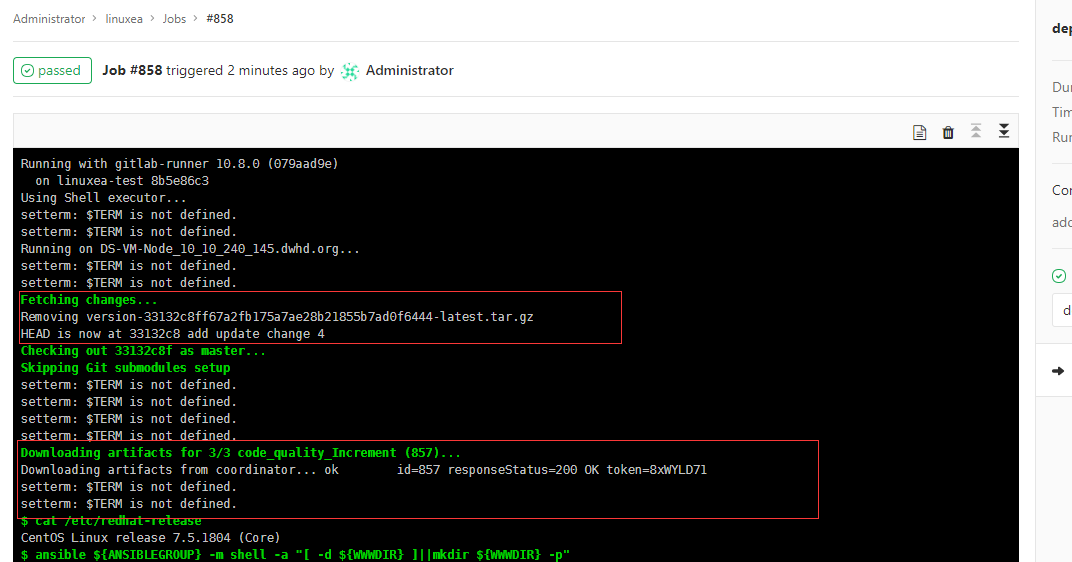 Administrator > linuxea > Jobs > #858
passed Job #858 triggered 2 minutes ago by Administrator
Running with gitlab-runner 10.8.0 (079aad9e)
on linuxea-test 8b5e86c3
Using Shell executor...
setterm: $TERM is not defined.
setterm: $TERM is not defined.
Running on DS-VM-Node_10_10_240_145.dwhd.org...
setterm: $TERM is not defined.
setterm: $TERM is not defined.
Fetching changes...
Removing version-33132c8ff67a2fb175a7ae28b21855b7ad0f6444-latest.tar.gz
HEAD is now at 33132c8 add update change 4
Checking out 33132c8f as master...
Skipping Git submodules setup
setterm: $TERM is not defined.
setterm: $TERM is not defined.
setterm: $TERM is not defined.
setterm: $TERM is not defined.
Downloading artifacts for 3/3 code_quality_Increment (857)...
Downloading artifacts from coordinator... ok id=857 responseStatus=200 OK token=8xWYLD71
setterm: $TERM is not defined.
setterm: $TERM is not defined.
$ cat /etc/redhat-release
CentOS Linux release 7.5.1804 (Core)
$ ansible ${ANSIBLEGROUP} -m shell -a "[ -d ${WWWDIR} ]||mkdir ${WWWDIR} -p"
dep
Dur
Tim
Run
Con
add
d